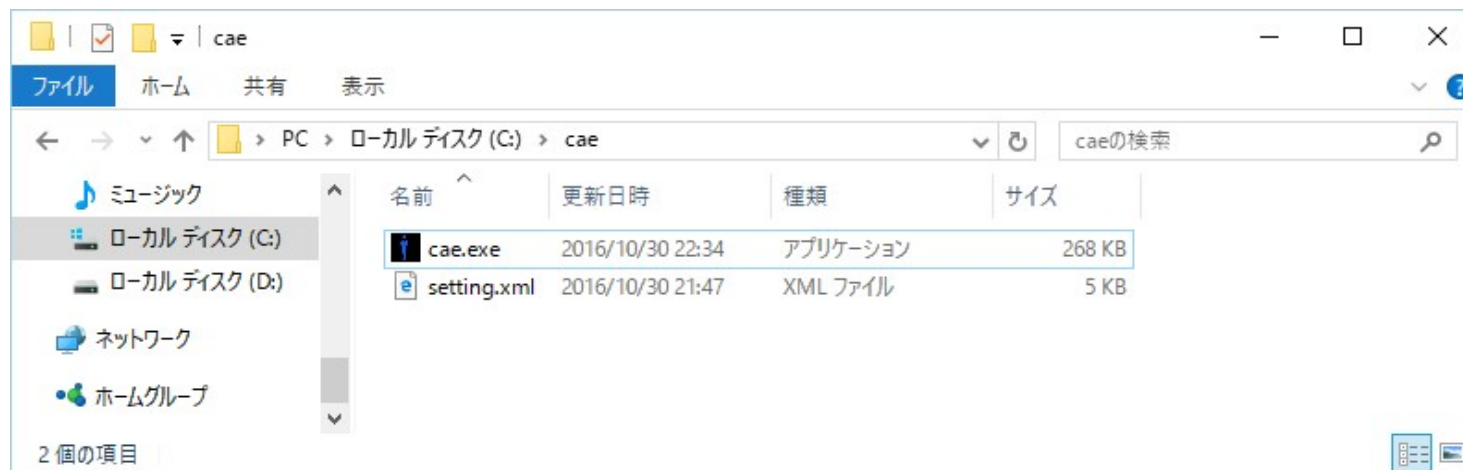 cae
ファイル ホーム 共有 表示 ?
PC ローカル ディスク (C:) cae caeの検索
ミュージック
ローカル ディスク (C:)
ローカル ディスク (D:)
ネットワーク
ホームグループ
名前 更新日時 種類 サイズ
cae.exe 2016/10/30 22:34 アプリケーション 268 KB
setting.xml 2016/10/30 21:47 XML ファイル 5 KB
2 個の項目